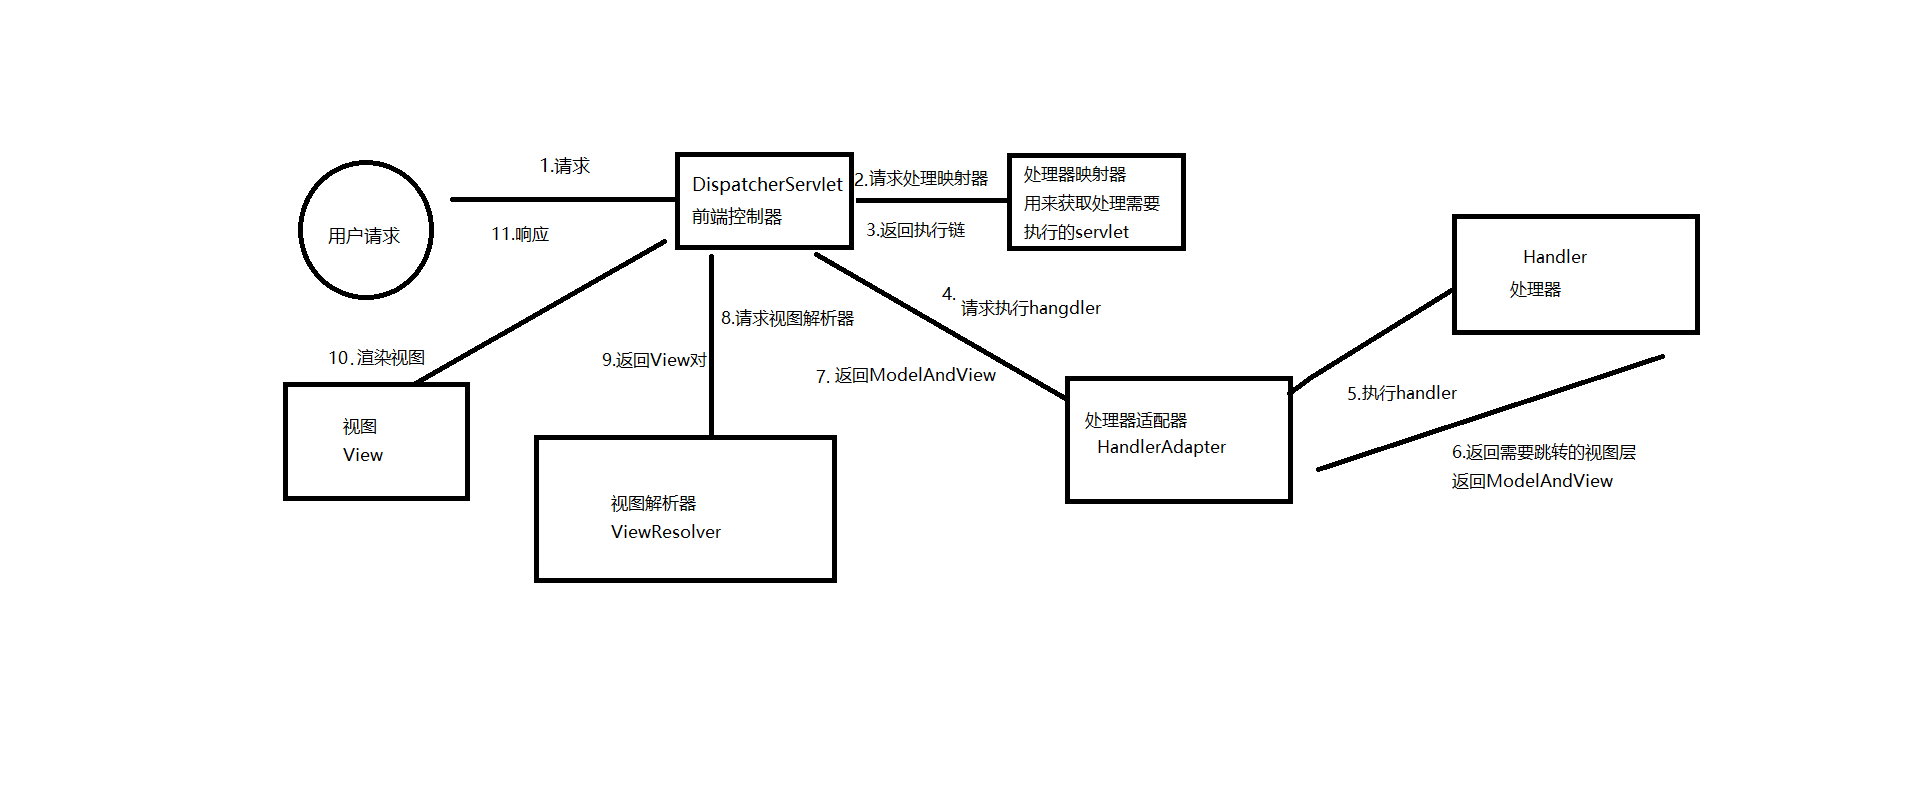 用户请求
1.请求
11.响应
DispatcherServlet
前端控制器
2.请求处理映射器
3.返回执行链
处理器映射器
用来获取处理需要
执行的servlet
4.
请求执行hangdler
7.返回ModelAndView
处理器适配器
HandlerAdapter
Handler
处理器
5.执行handler
6.返回需要跳转的视图层
返回ModelAndView
8.请求视图解析器
9.返回View对
视图解析器
ViewResolver
10.渲染视图
视图
View